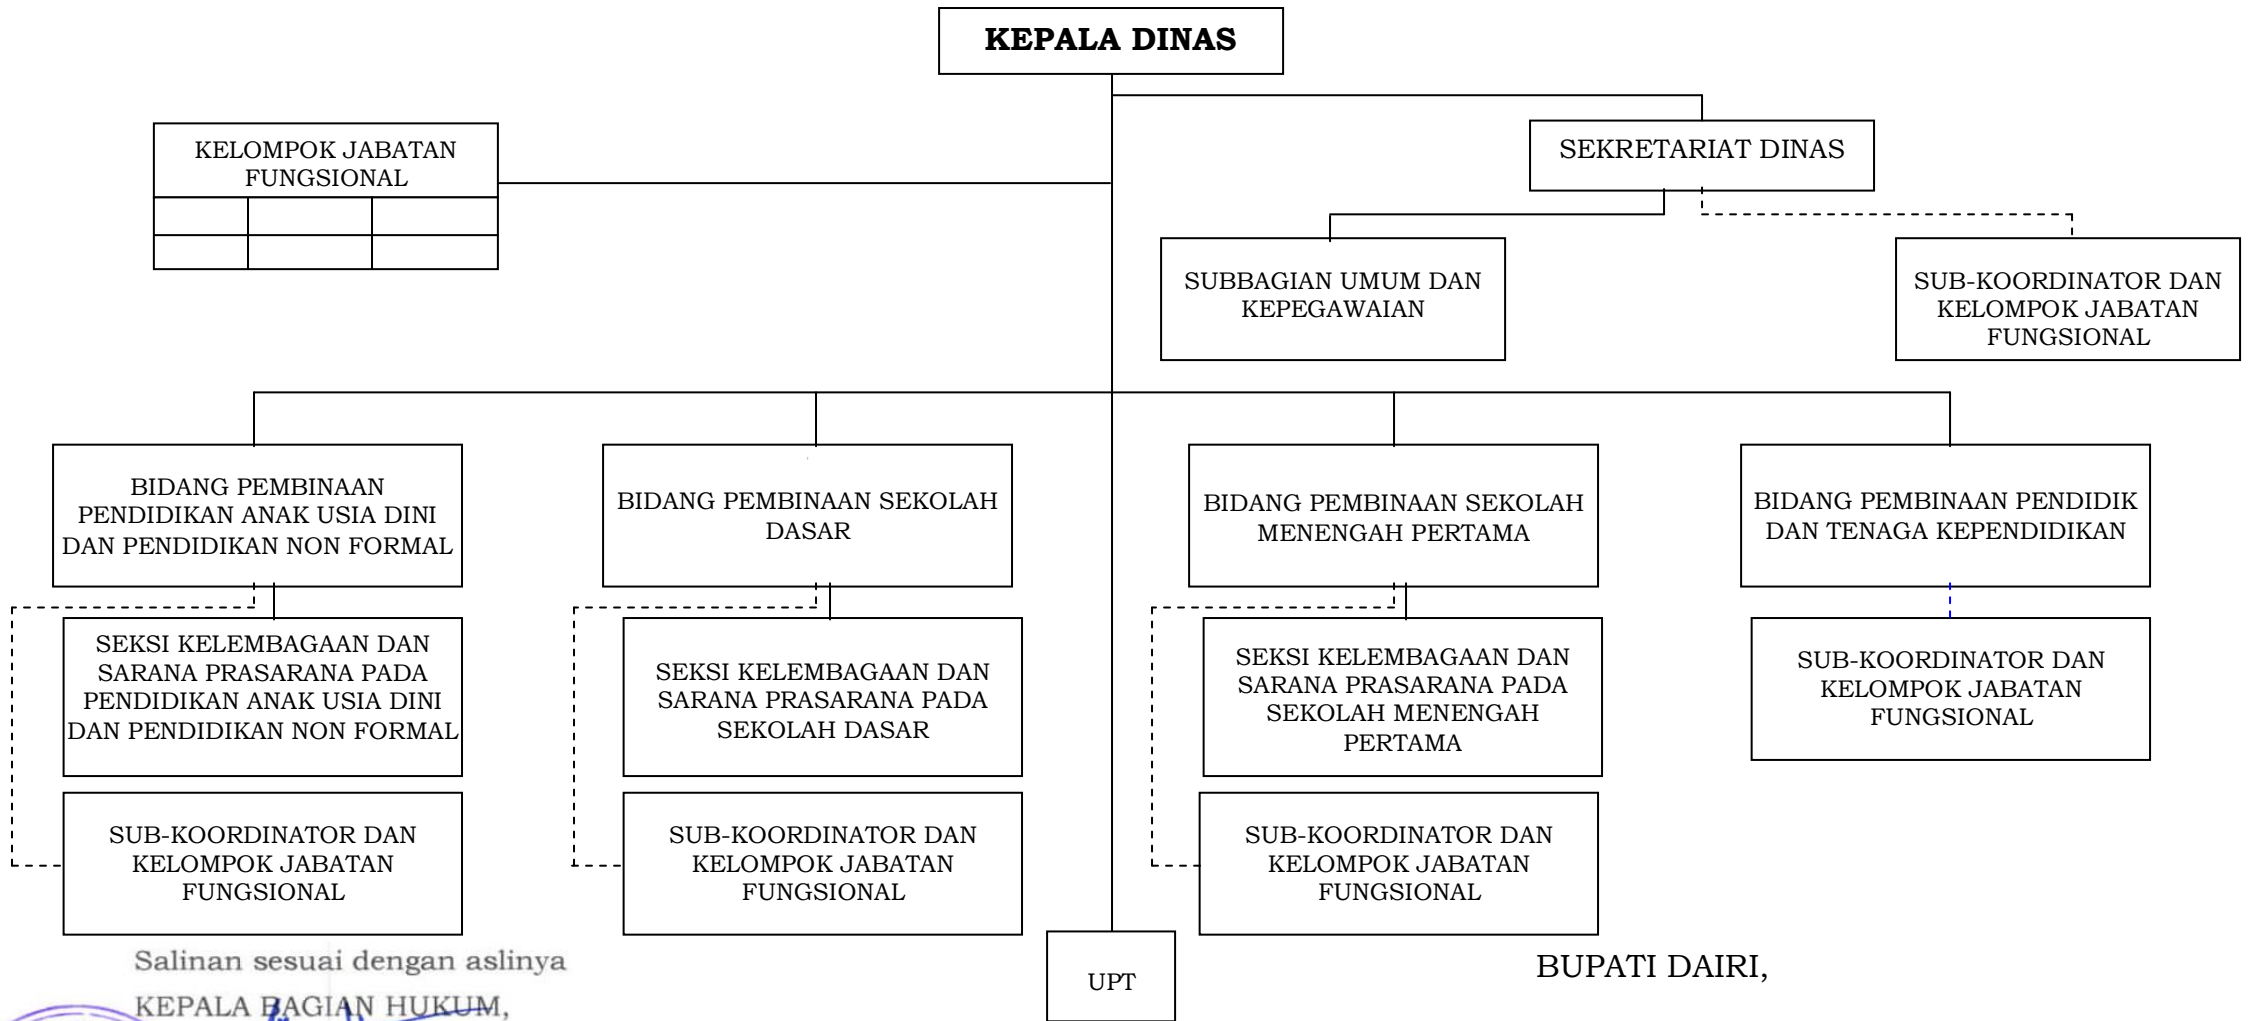 KEPALA DINAS
KELOMPOK JABATAN
FUNGSIONAL
SEKRETARIAT DINAS
SUBBAGIAN UMUM DAN
KEPEGAWAIAN
SUB-KOORDINATOR DAN
KELOMPOK JABATAN
FUNGSIONAL
BIDANG PEMBINAAN
PENDIDIKAN ANAK USIA DINI
DAN PENDIDIKAN NON FORMAL
BIDANG PEMBINAAN SEKOLAH
DASAR
BIDANG PEMBINAAN SEKOLAH
MENENGAH PERTAMA
BIDANG PEMBINAAN PENDIDIK
DAN TENAGA KEPENDIDIKAN
SEKSI KELEMBAGAAN DAN
SARANA PRASARANA PADA
PENDIDIKAN ANAK USIA DINI
DAN PENDIDIKAN NON FORMAL
SEKSI KELEMBAGAAN DAN
SARANA PRASARANA PADA
SEKOLAH DASAR
SEKSI KELEMBAGAAN DAN
SARANA PRASARANA PADA
SEKOLAH MENENGAH
PERTAMA
SUB-KOORDINATOR DAN
KELOMPOK JABATAN
FUNGSIONAL
SUB-KOORDINATOR DAN
KELOMPOK JABATAN
FUNGSIONAL
SUB-KOORDINATOR DAN
KELOMPOK JABATAN
FUNGSIONAL
SUB-KOORDINATOR DAN
KELOMPOK JABATAN
FUNGSIONAL
UPT
Salinan sesuai dengan aslinya
KEPALA BAGIAN HUKUM,
BUPATI DAIRI,